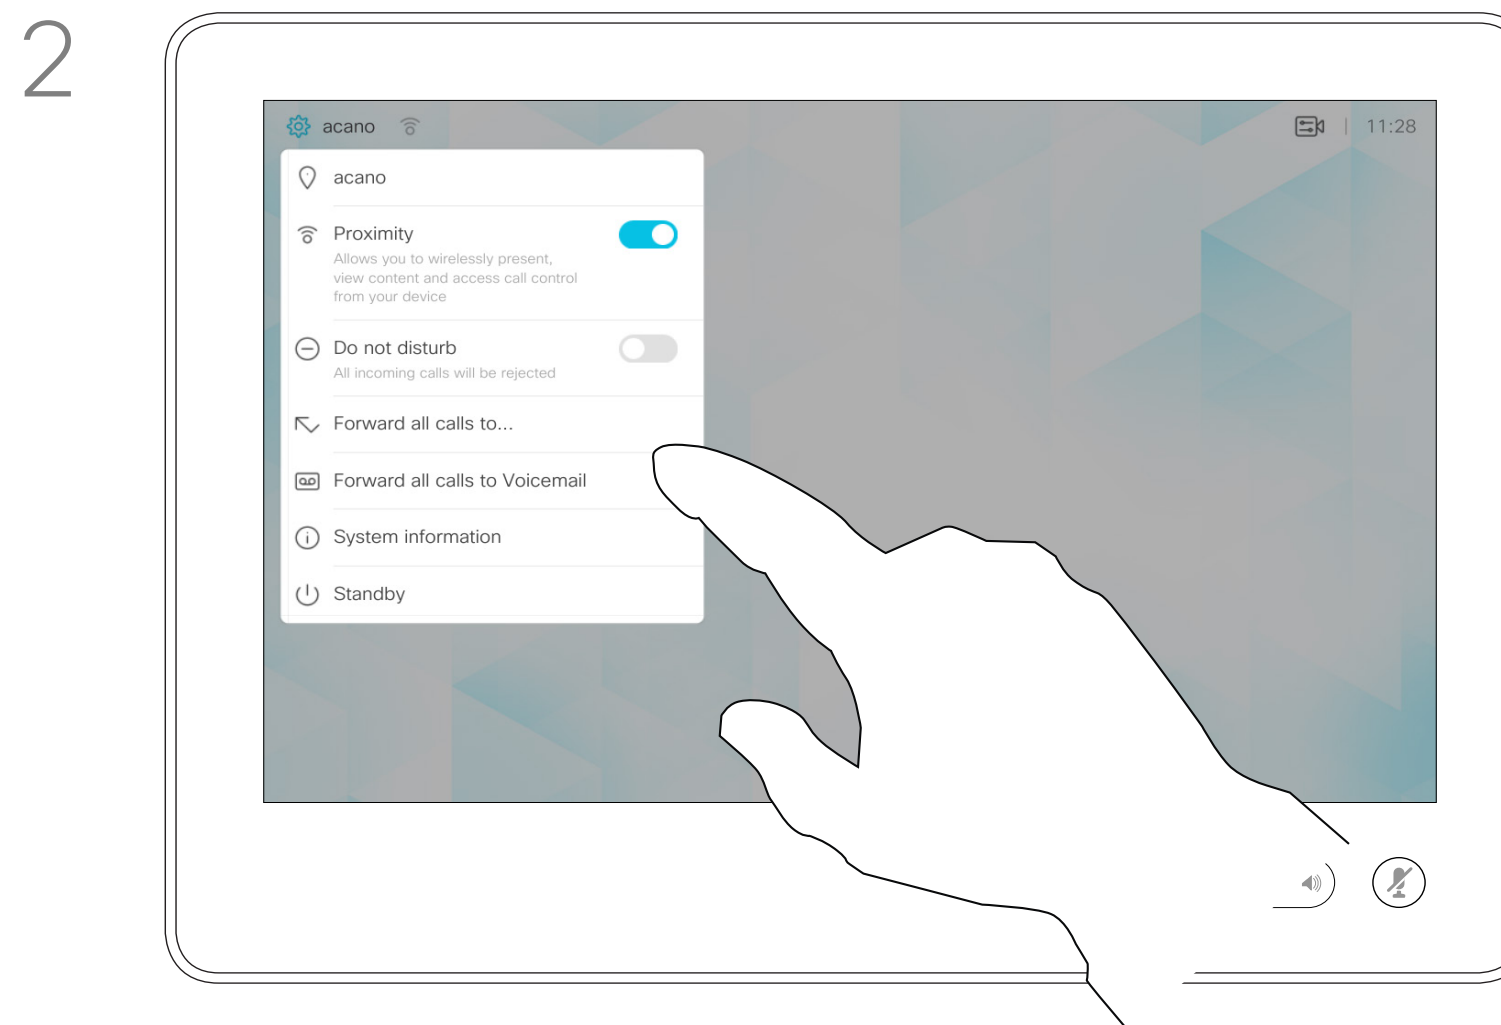 2
acano
11:28
acano
Proximity
Allows you to wirelessly present,
view content and access call control
from your device
Do not disturb
All incoming calls will be rejected
Forward all calls to...
Forward all calls to Voicemail
System information
Standby